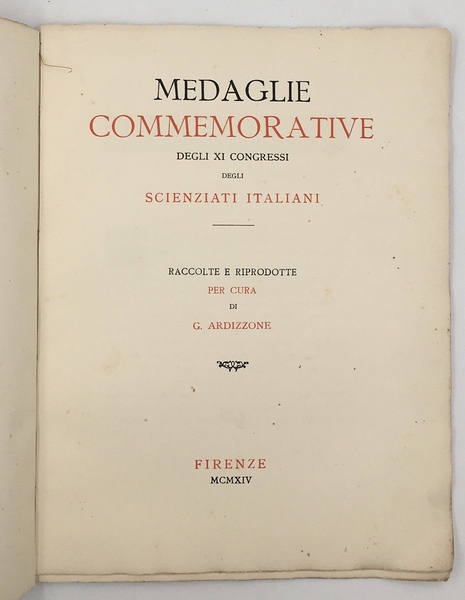 MEDAGLIE
COMMEMORATIVE
DEGLI XI CONGRESSI
DEGLI
SCIENZIATI ITALIANI
RACCOLTE E RIPRODOTTE
PER CURA
DI
G. ARDIZZONE
FIRENZE
MCMXIV